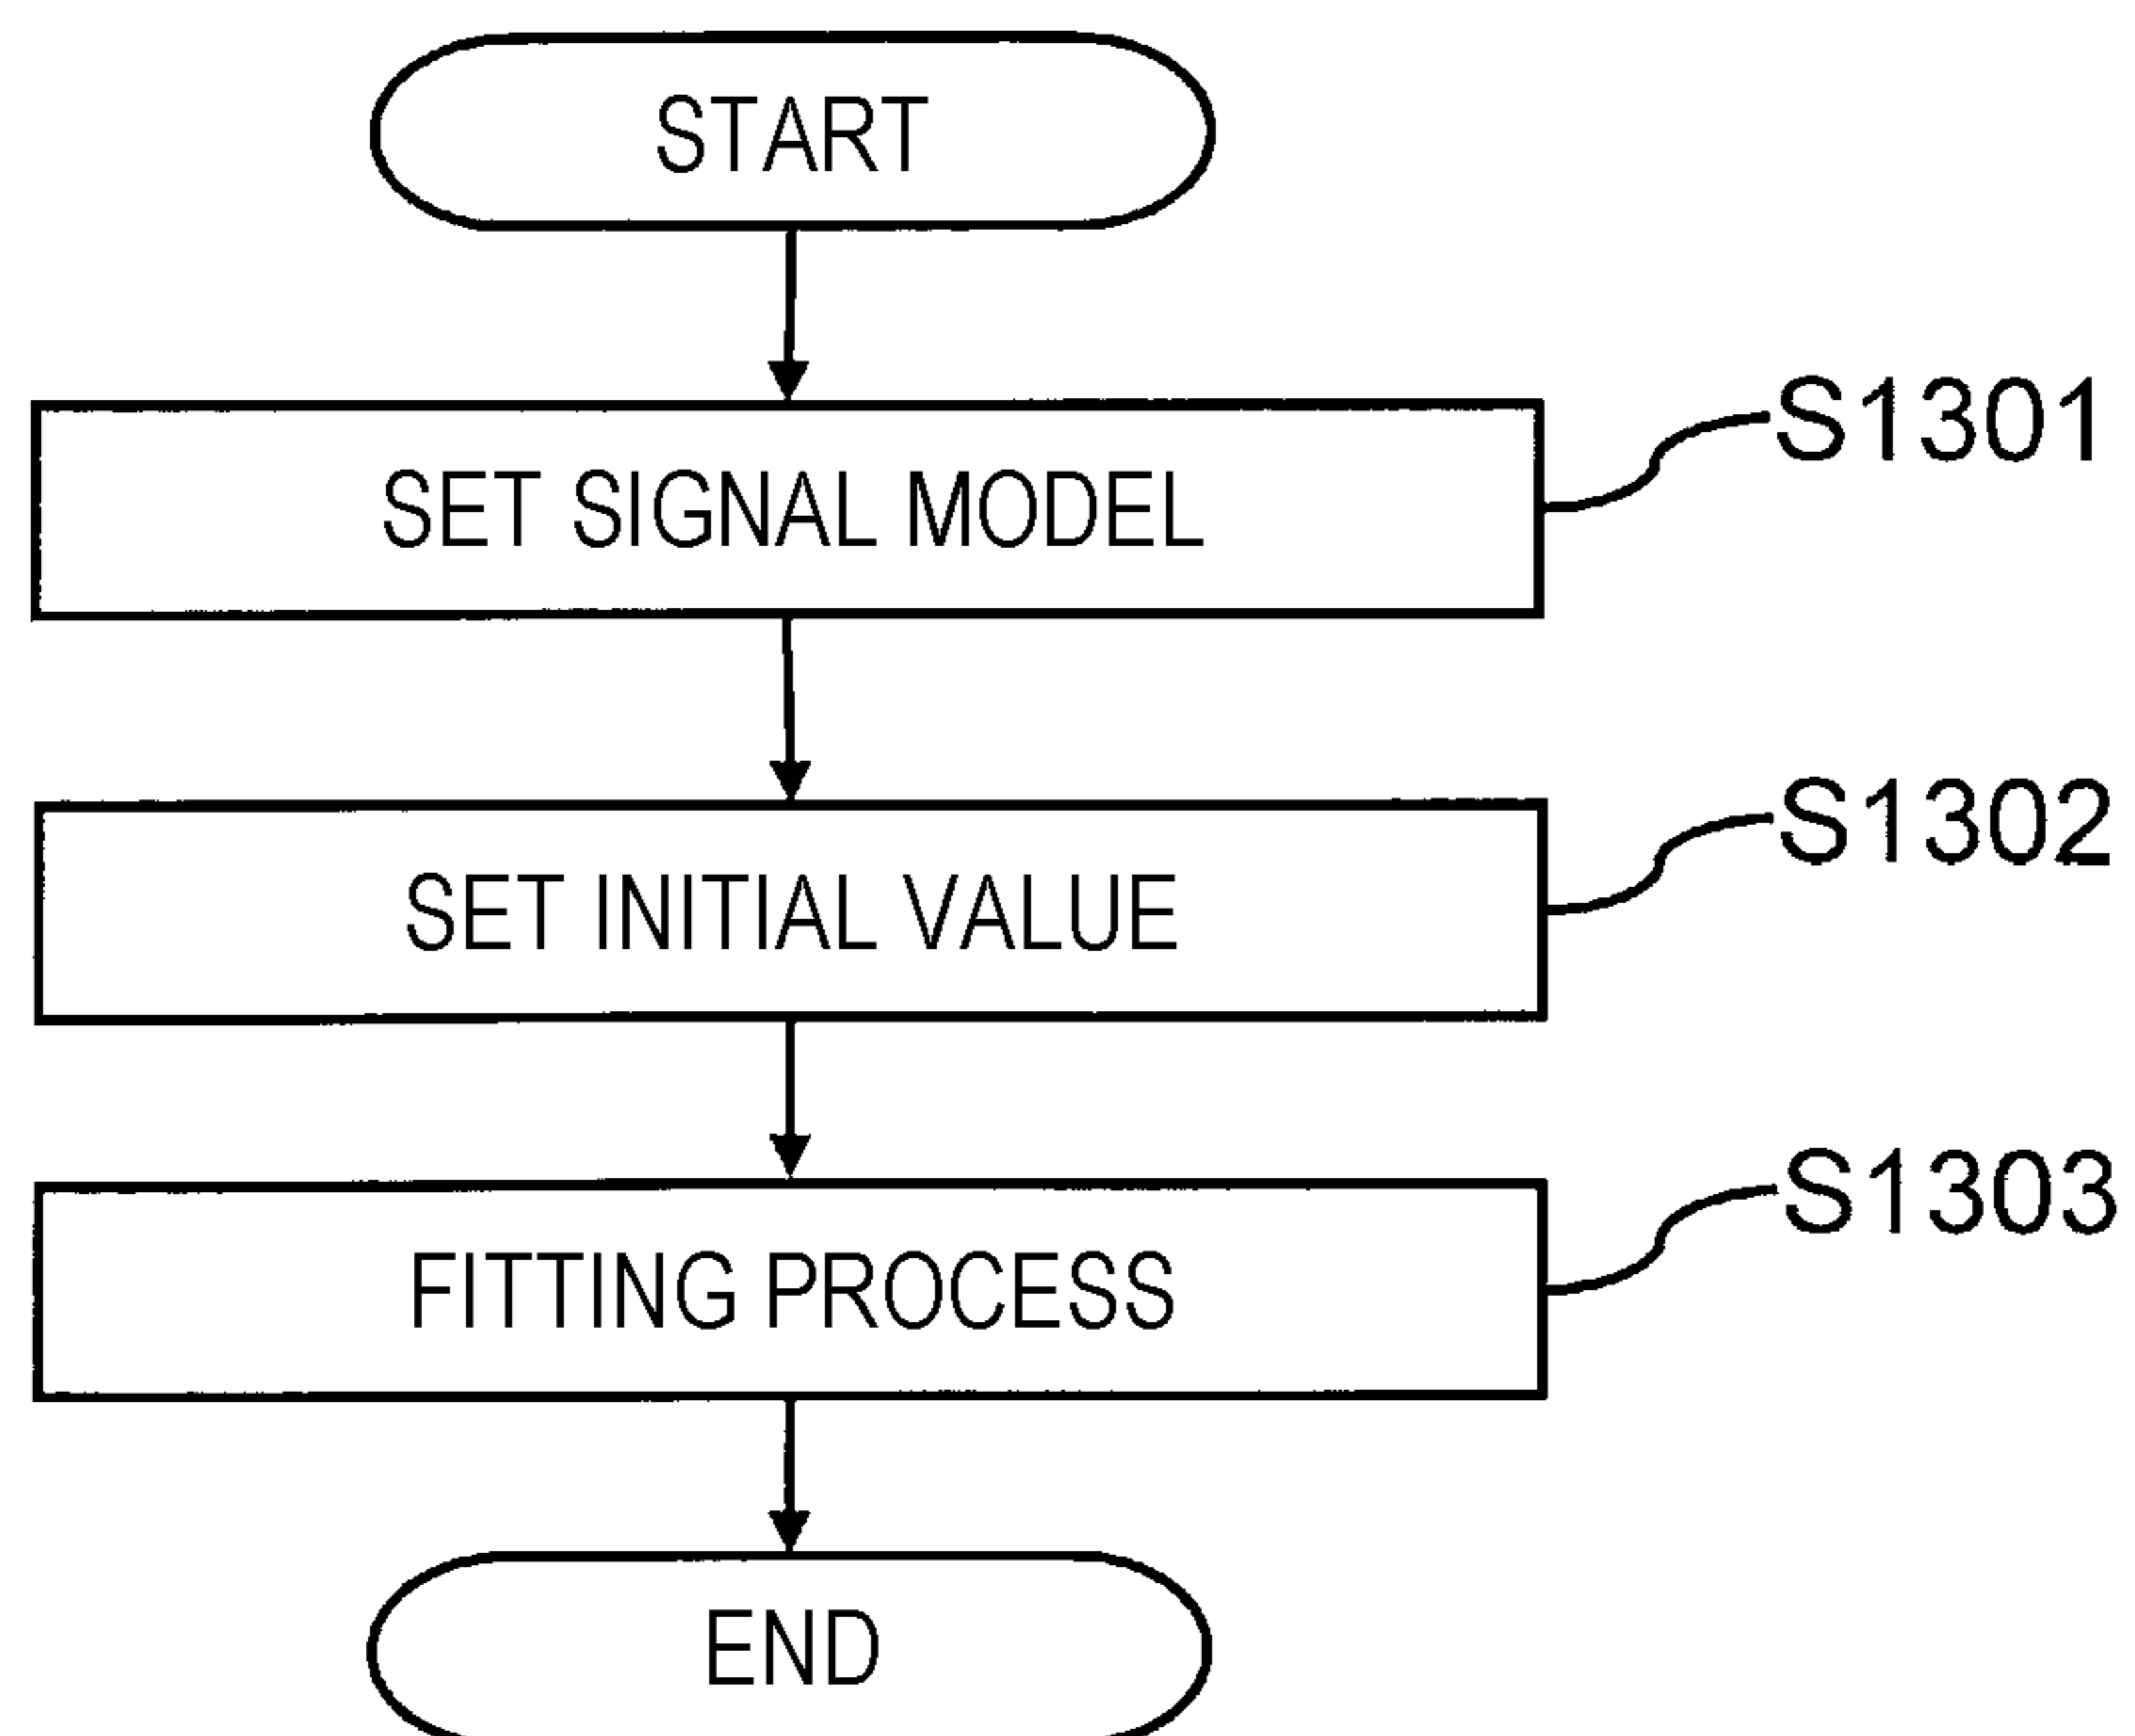 START
SET SIGNAL MODEL
S1301
SET INITIAL VALUE
S1302
FITTING PROCESS
S1303
END